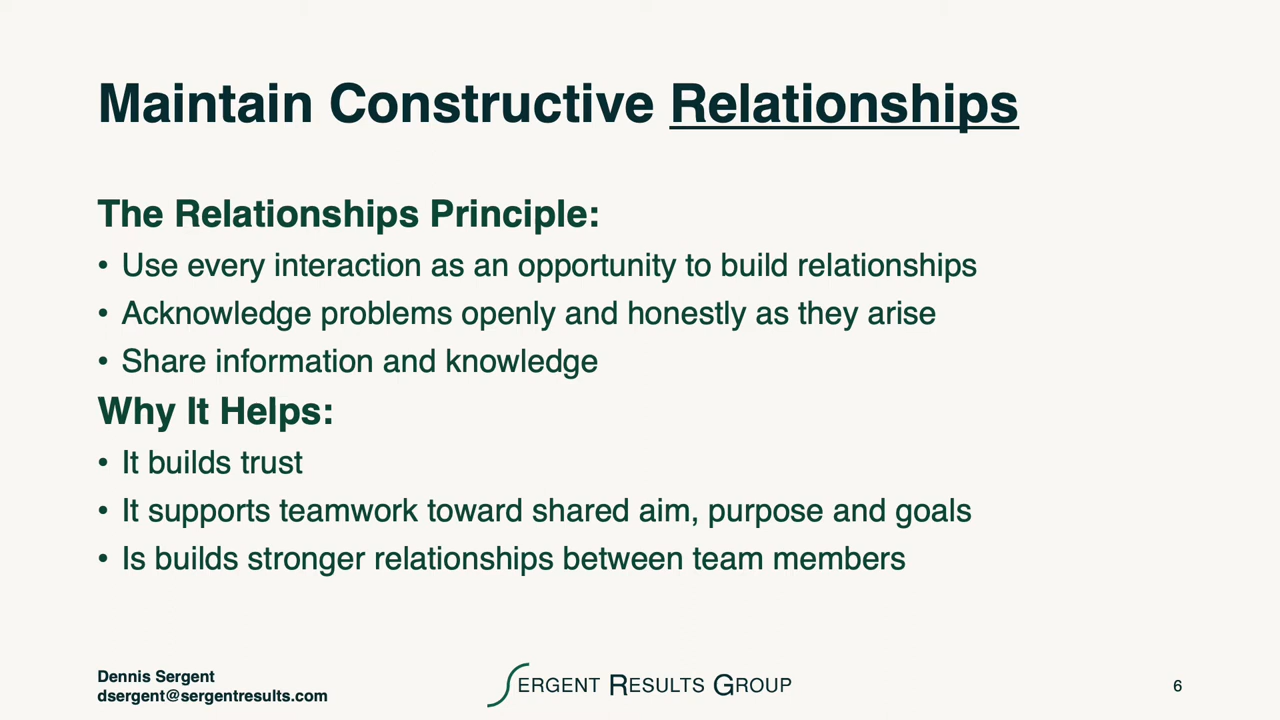 Maintain Constructive Relationships
The Relationships Principle:
• Use every interaction as an opportunity to build relationships
• Acknowledge problems openly and honestly as they arise
• Share information and knowledge
Why It Helps:
• It builds trust
• It supports teamwork toward shared aim, purpose and goals
• Is builds stronger relationships between team members
Dennis Sergent
dsergent@sergentresults.com
SERGENT RESULTS GROUP
6